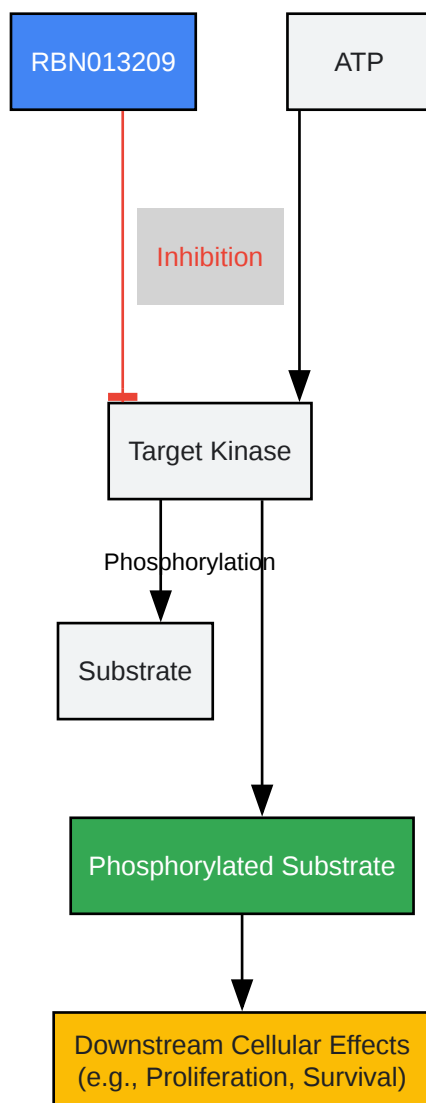 RBN013209
ATP
Inhibition
Target Kinase
Phosphorylation
Substrate
Phosphorylated Substrate
Downstream Cellular Effects
(e.g., Proliferation, Survival)